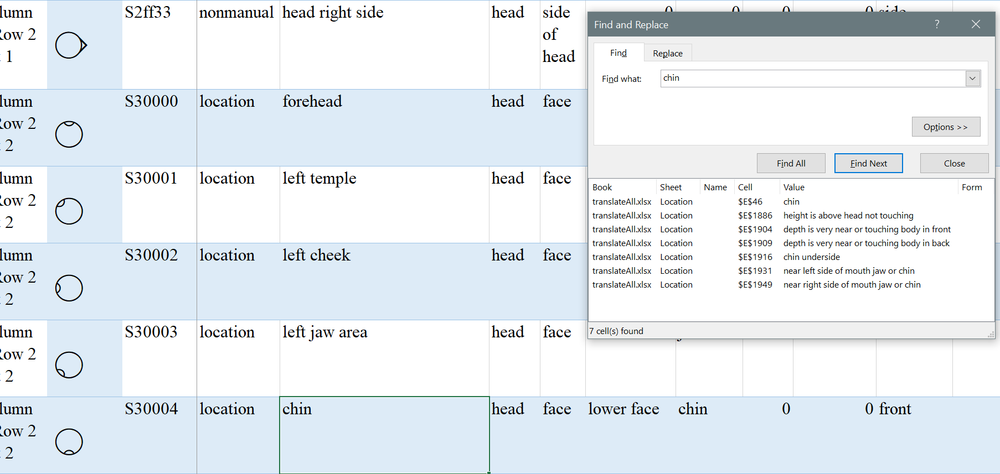 lumn
Row 2
1
S2ff33
nonmanual
head right side
head
side
of
head
0 0 0 0 side
lumn
Row 2
2
S30000
location
forehead
head
face
lumn
Row 2
2
S30001
location
left temple
head
face
lumn
Row 2
2
S30002
location
left cheek
head
face
lumn
Row 2
2
S30003
location
left jaw area
head
face
lumn
Row 2
2
S30004
location
chin
head
face
lower face
chin
0
0
front
Find and Replace
?
Find
Replace
Find what:
chin
Options >>
Find All
Find Next
Close
Book Sheet Name Cell Value Form
translateAll.xlsx Location $E$46 chin
translateAll.xlsx Location $E$1886 height is above head not touching
translateAll.xlsx Location $E$1904 depth is very near or touching body in front
translateAll.xlsx Location $E$1909 depth is very near or touching body in back
translateAll.xlsx Location $E$1916 chin underside
translateAll.xlsx Location $E$1931 near left side of mouth jaw or chin
translateAll.xlsx Location $E$1949 near right side of mouth jaw or chin
7 cell(s) found